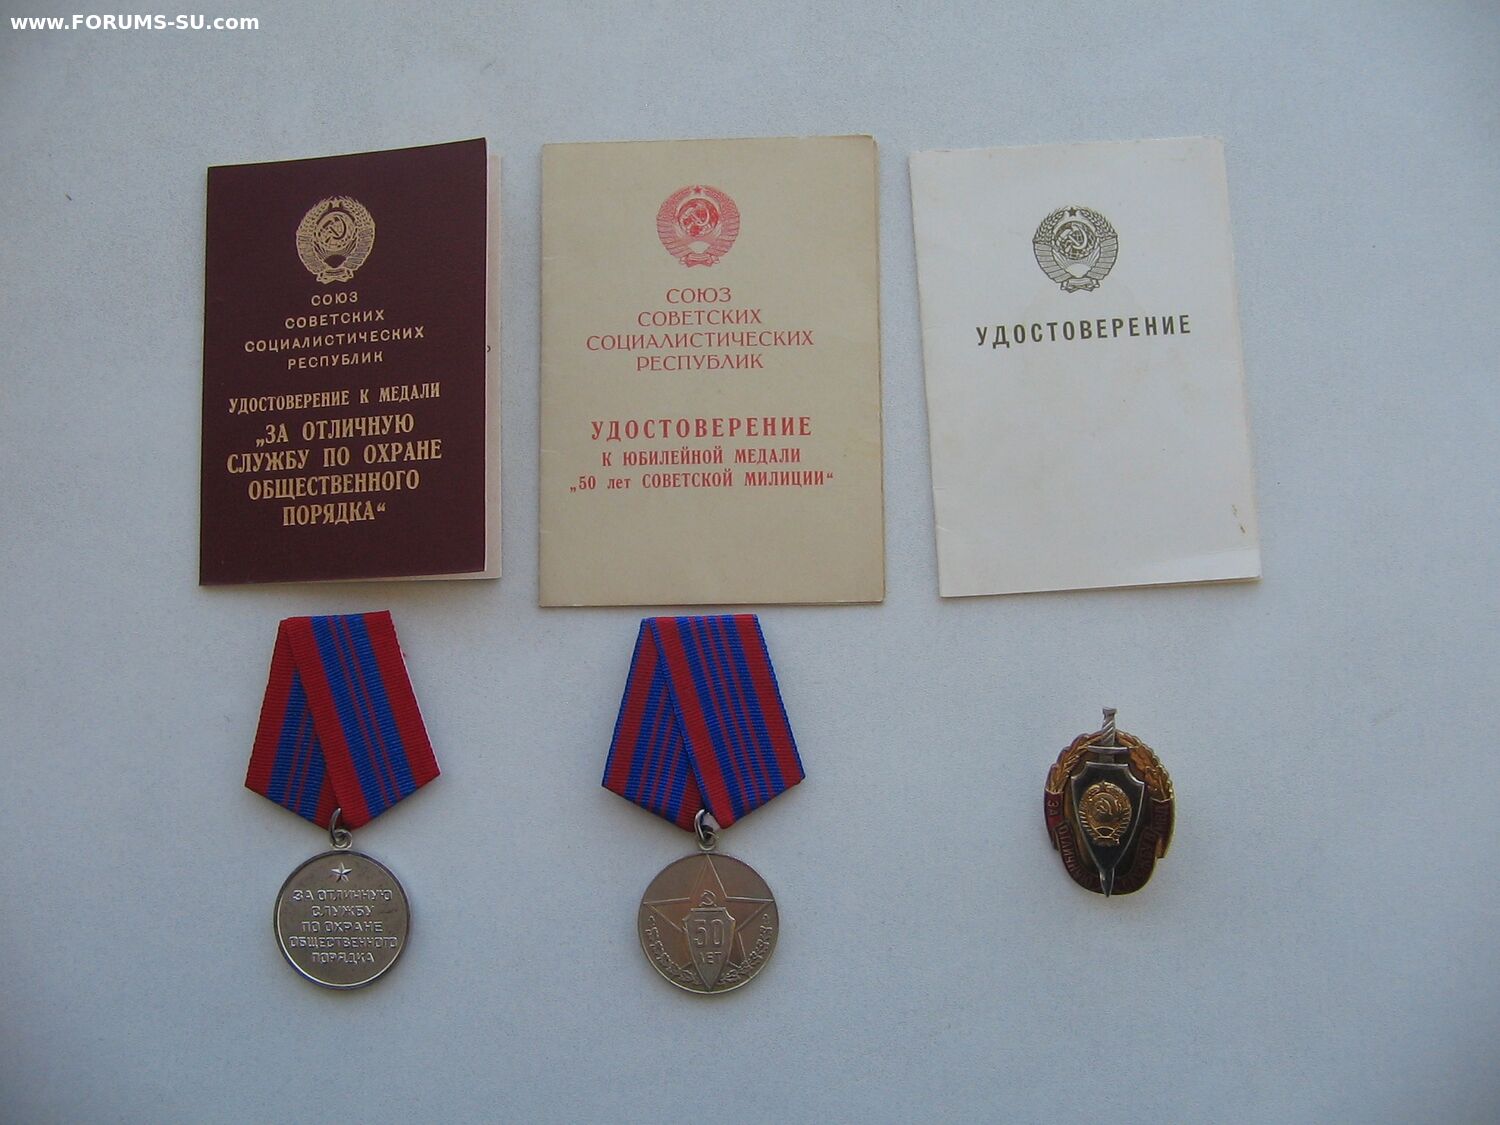 www.FORUMS-SU.com
СОЮЗ
СОВЕТСКИХ
СОЦИАЛИСТИЧЕСКИХ
РЕСПУБЛИК
УДОСТОВЕРЕНИЕ К МЕДАЛИ
„ЗА ОТЛИЧНУЮ
СЛУЖБУ ПО ОХРАНЕ
ОБЩЕСТВЕННОГО
ПОРЯДКА“
СОЮЗ
СОВЕТСКИХ
СОЦИАЛИСТИЧЕСКИХ
РЕСПУБЛИК
УДОСТОВЕРЕНИЕ
К ЮБИЛЕЙНОЙ МЕДАЛИ
„50 лет СОВЕТСКОЙ МИЛИЦИИ“
УДОСТОВЕРЕНИЕ
ЗА ОТЛИЧНУЮ
СЛУЖБУ
ПО ОХРАНЕ
ОБЩЕСТВЕННОГО
ПОРЯДКА
50
ЛЕТ
ЗА